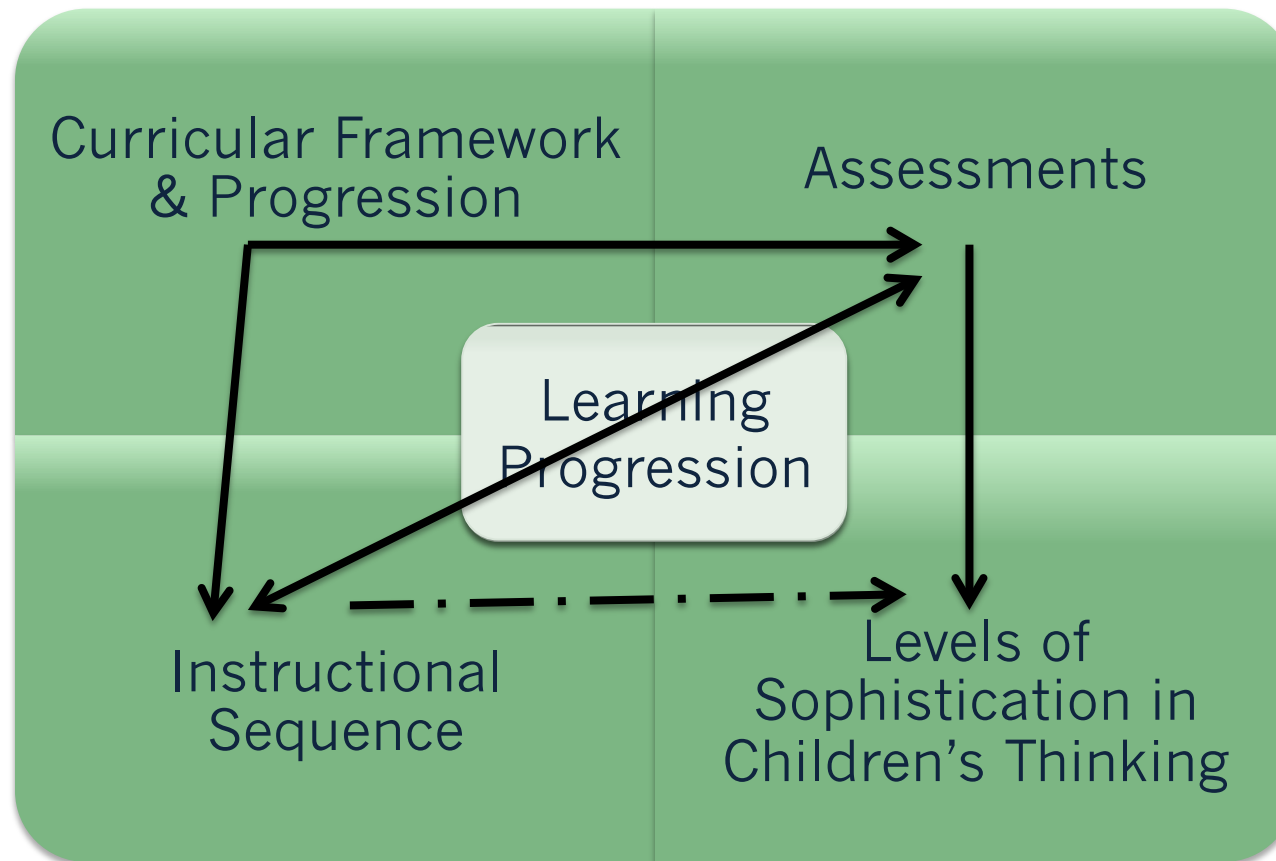 Curricular Framework
& Progression
Assessments
Learning
Progression
Instructional
Sequence
Levels of
Sophistication in
Children’s Thinking